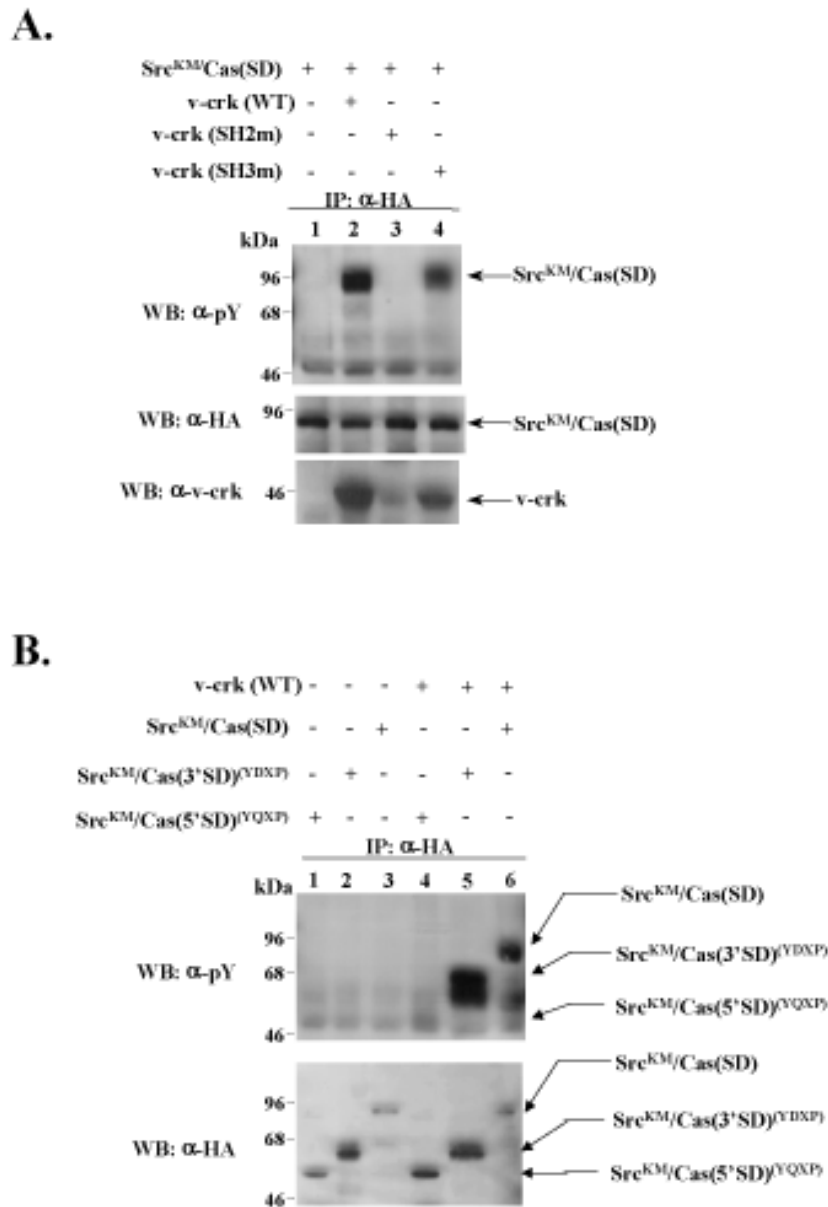 A.
Src^KM/Cas(SD) + + + +
v-crk (WT) - + - -
v-crk (SH2m) - - + -
v-crk (SH3m) - - - +
IP: α-HA
kDa 1 2 3 4
96 Src^KM/Cas(SD)
WB: α-pY 68
46
WB: α-HA 96 Src^KM/Cas(SD)
WB: α-v-crk 46 v-crk
B.
v-crk (WT) - - - + + +
Src^KM/Cas(SD) - - + - - +
Src^KM/Cas(3'SD)^(YDXP) - + - - + -
Src^KM/Cas(5'SD)^(YQXP) + - - + - -
IP: α-HA
kDa 1 2 3 4 5 6
Src^KM/Cas(SD)
96
Src^KM/Cas(3'SD)^(YDXP)
WB: α-pY 68
Src^KM/Cas(5'SD)^(YQXP)
46
Src^KM/Cas(SD)
96
Src^KM/Cas(3'SD)^(YDXP)
WB: α-HA 68
Src^KM/Cas(5'SD)^(YQXP)
46